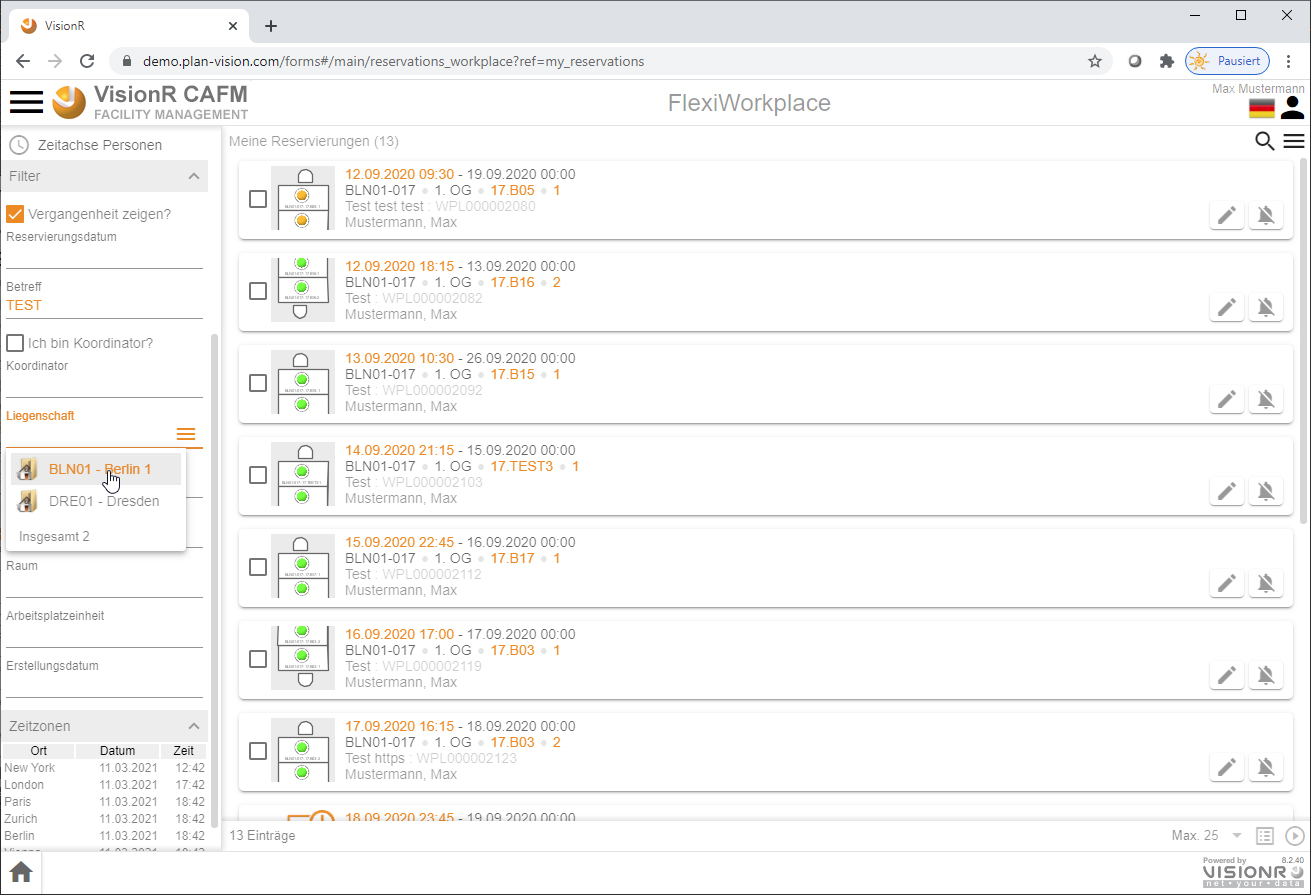 VisionR
demo.plan-vision.com/forms#/main/reservations_workplace?ref=my_reservations
Pausiert
VisionR CAFM
FACILITY MANAGEMENT
FlexiWorkplace
Max Mustermann
Zeitachse Personen
Filter
Vergangenheit zeigen?
Reservierungsdatum
Betreff
TEST
Ich bin Koordinator?
Koordinator
Liegenschaft
BLN01 - Berlin 1
DRE01 - Dresden
Insgesamt 2
Raum
Arbeitsplatzeinheit
Erstellungsdatum
Zeitzonen
Ort Datum Zeit
New York 11.03.2021 12:42
London 11.03.2021 17:42
Paris 11.03.2021 18:42
Zurich 11.03.2021 18:42
Berlin 11.03.2021 18:42
Meine Reservierungen (13)
12.09.2020 09:30 - 19.09.2020 00:00
BLN01-017 • 1. OG • 17.B05 • 1
Test test test : WPL000002080
Mustermann, Max
12.09.2020 18:15 - 13.09.2020 00:00
BLN01-017 • 1. OG • 17.B16 • 2
Test : WPL000002082
Mustermann, Max
13.09.2020 10:30 - 26.09.2020 00:00
BLN01-017 • 1. OG • 17.B15 • 1
Test : WPL000002092
Mustermann, Max
14.09.2020 21:15 - 15.09.2020 00:00
BLN01-017 • 1. OG • 17.TEST3 • 1
Test : WPL000002103
Mustermann, Max
15.09.2020 22:45 - 16.09.2020 00:00
BLN01-017 • 1. OG • 17.B17 • 1
Test : WPL000002112
Mustermann, Max
16.09.2020 17:00 - 17.09.2020 00:00
BLN01-017 • 1. OG • 17.B03 • 1
Test : WPL000002119
Mustermann, Max
17.09.2020 16:15 - 18.09.2020 00:00
BLN01-017 • 1. OG • 17.B03 • 2
Test https : WPL000002123
Mustermann, Max
18.09.2020 23:45 - 19.09.2020 00:00
13 Einträge
Max. 25
Powered by 8.2.40
VISIONR
net • your • data